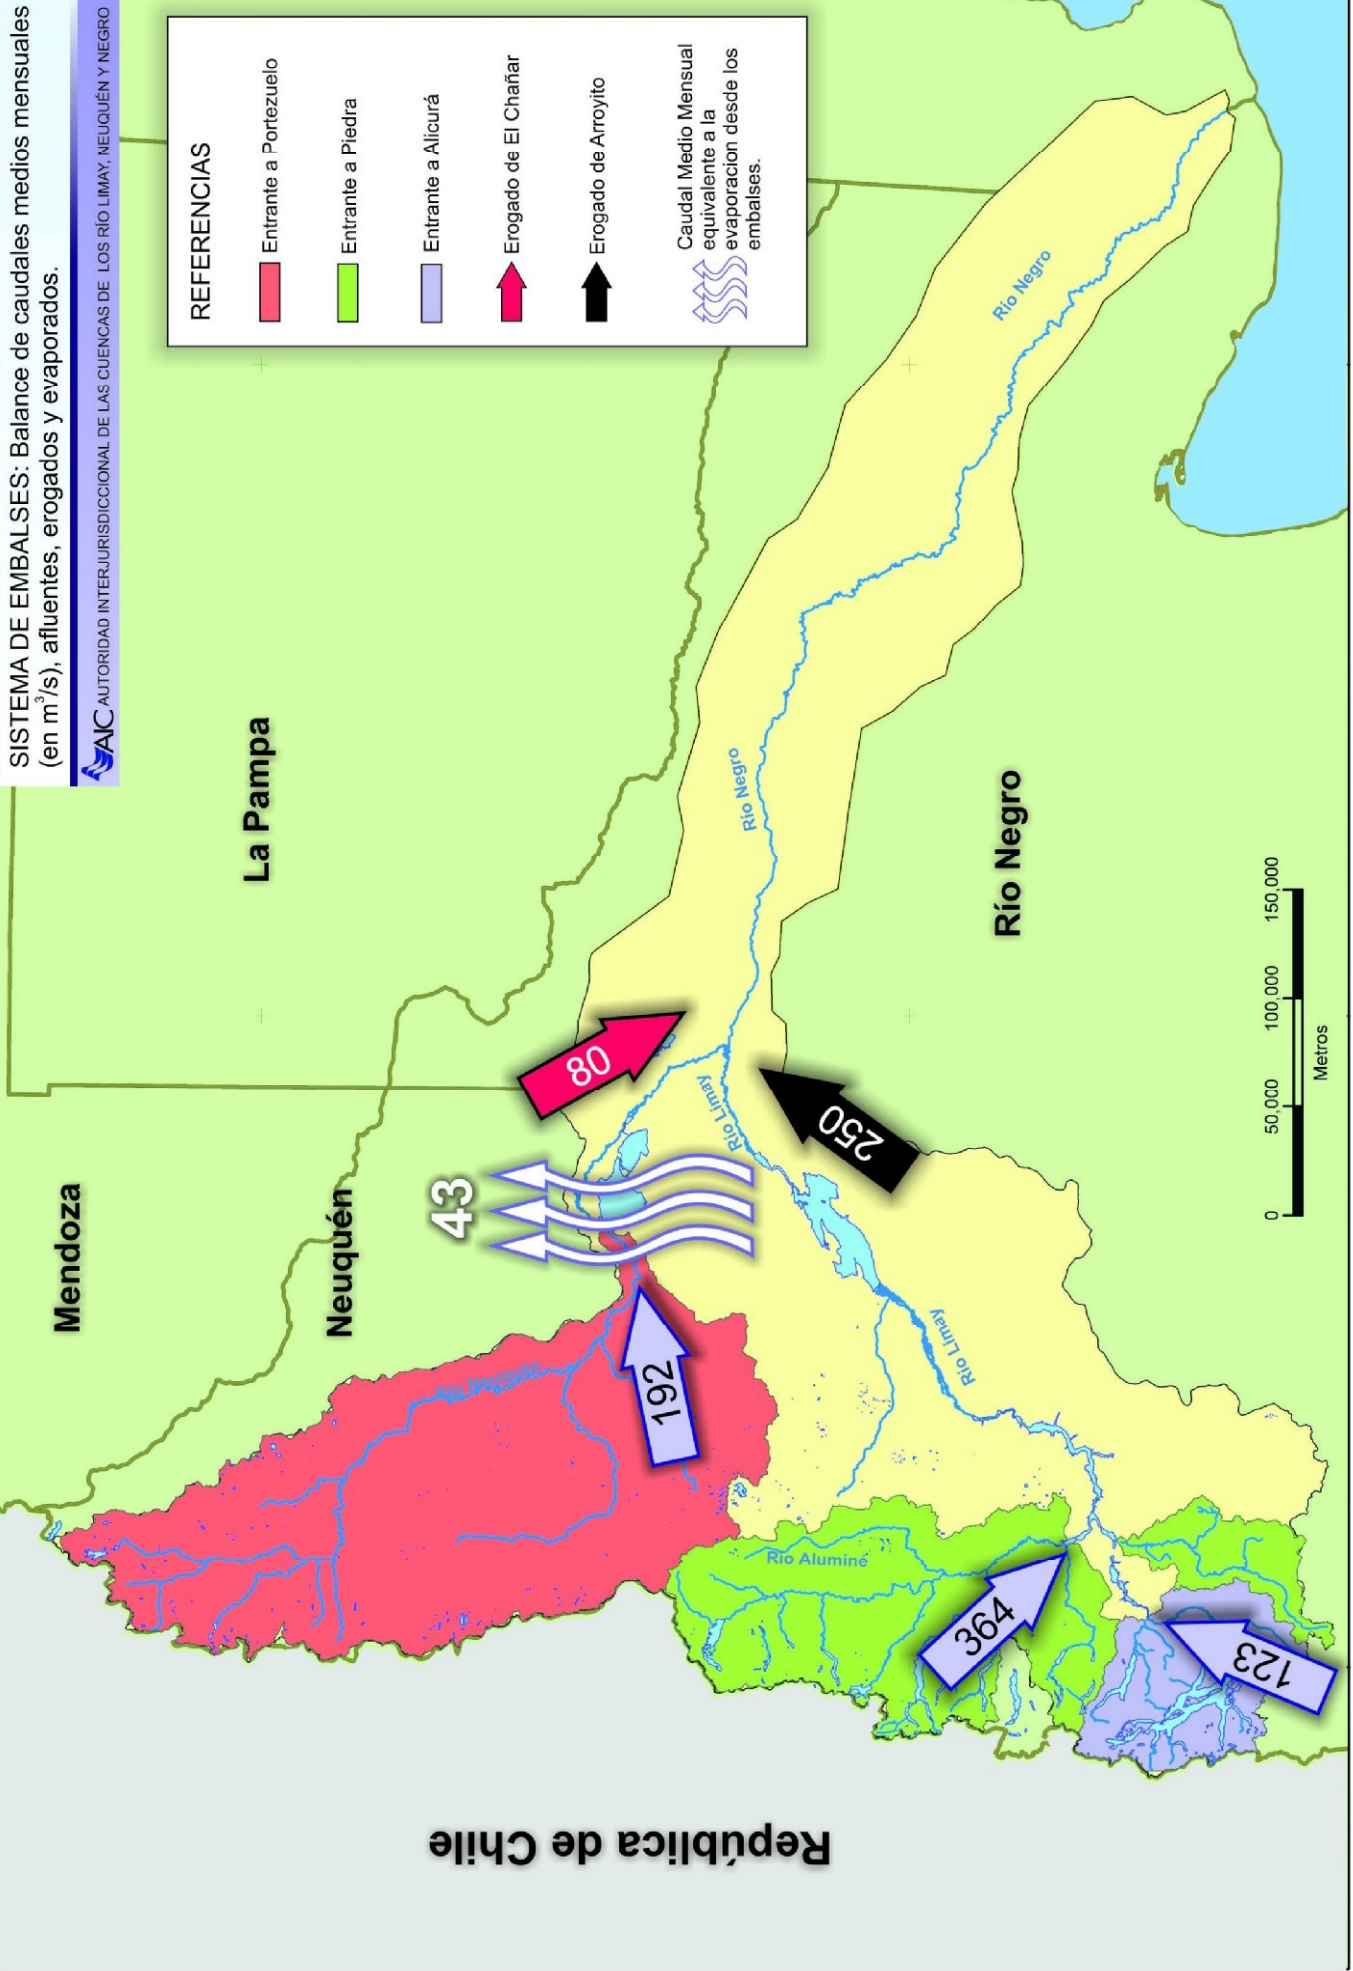 SISTEMA DE EMBALSES: Balance de caudales medios mensuales
(en m³/s), afluentes, erogados y evaporados.
AIC AUTORIDAD INTERJURISDICCIONAL DE LAS CUENCAS DE LOS RÍO LIMAY, NEUQUÉN Y NEGRO
REFERENCIAS
Entrante a Portezuelo
Entrante a Piedra
Entrante a Alicurá
Erogado de El Chañar
Erogado de Arroyito
Caudal Medio Mensual
equivalente a la
evaporacion desde los
embalses.
Mendoza
La Pampa
Neuquén
43
80
192
Río Neuquén
Río Limay
250
Río Negro
Río Negro
Río Limay
Río Aluminé
364
123
Río Negro
República de Chile
0
50,000
100,000
150,000
Metros